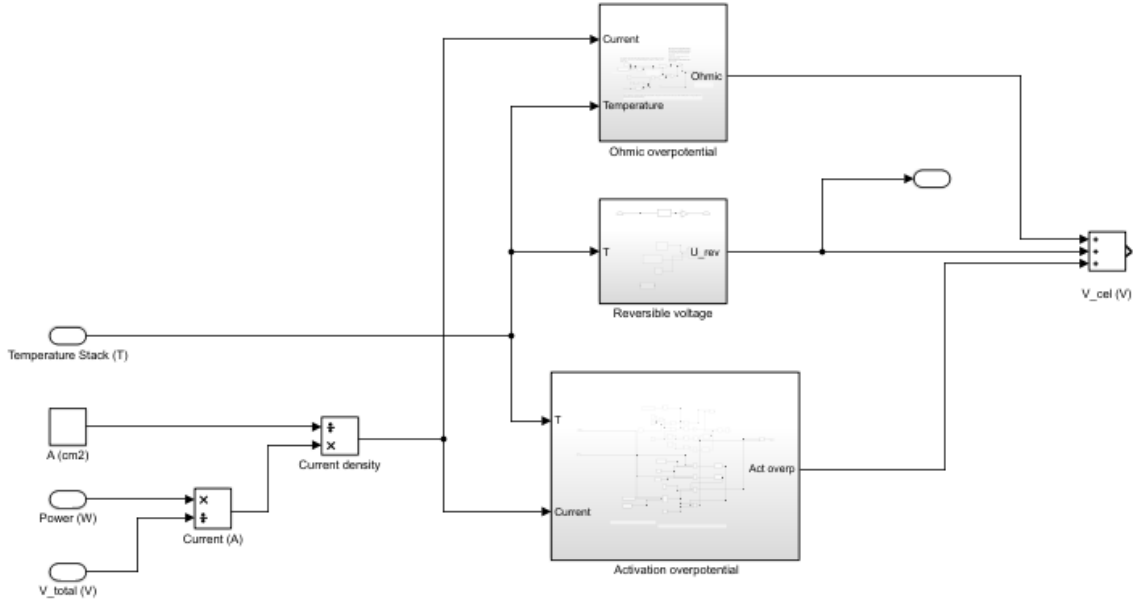 Current
Ohmic
Temperature
Ohmic overpotential
T
U_rev
Reversible voltage
V_cel (V)
Temperature Stack (T)
A (cm2)
÷
×
Current density
Power (W)
×
÷
Current (A)
V_total (V)
T
Act overp
Current
Activation overpotential
+
+
+